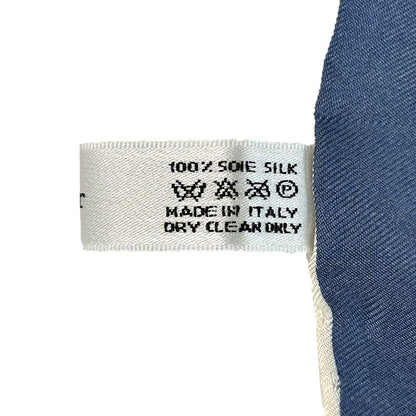 100% SOIE SILK
P
MADE IN ITALY
DRY CLEAN ONLY
r